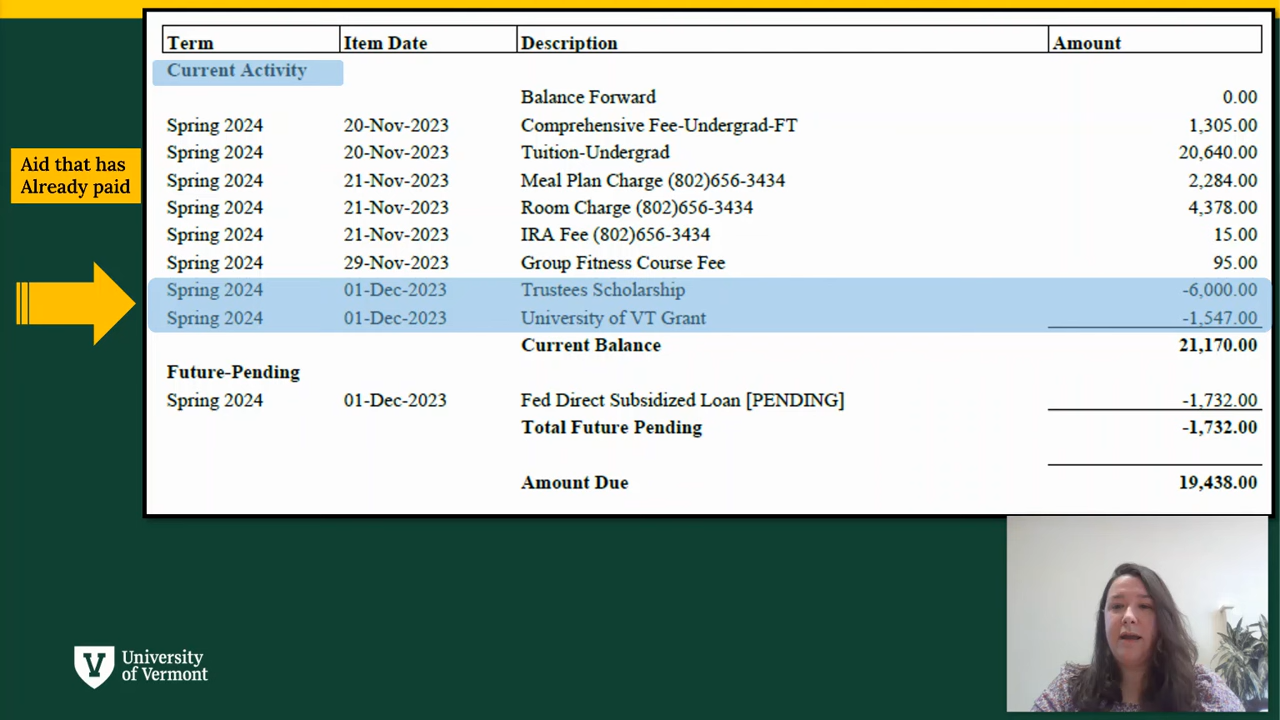 Term Item Date Description Amount
Current Activity
Balance Forward 0.00
Spring 2024 20-Nov-2023 Comprehensive Fee-Undergrad-FT 1,305.00
Spring 2024 20-Nov-2023 Tuition-Undergrad 20,640.00
Spring 2024 21-Nov-2023 Meal Plan Charge (802)656-3434 2,284.00
Spring 2024 21-Nov-2023 Room Charge (802)656-3434 4,378.00
Spring 2024 21-Nov-2023 IRA Fee (802)656-3434 15.00
Spring 2024 29-Nov-2023 Group Fitness Course Fee 95.00
Spring 2024 01-Dec-2023 Trustees Scholarship -6,000.00
Spring 2024 01-Dec-2023 University of VT Grant -1,547.00
Current Balance 21,170.00
Future-Pending
Spring 2024 01-Dec-2023 Fed Direct Subsidized Loan [PENDING] -1,732.00
Total Future Pending -1,732.00
Amount Due 19,438.00
Aid that has
Already paid
V University
of Vermont